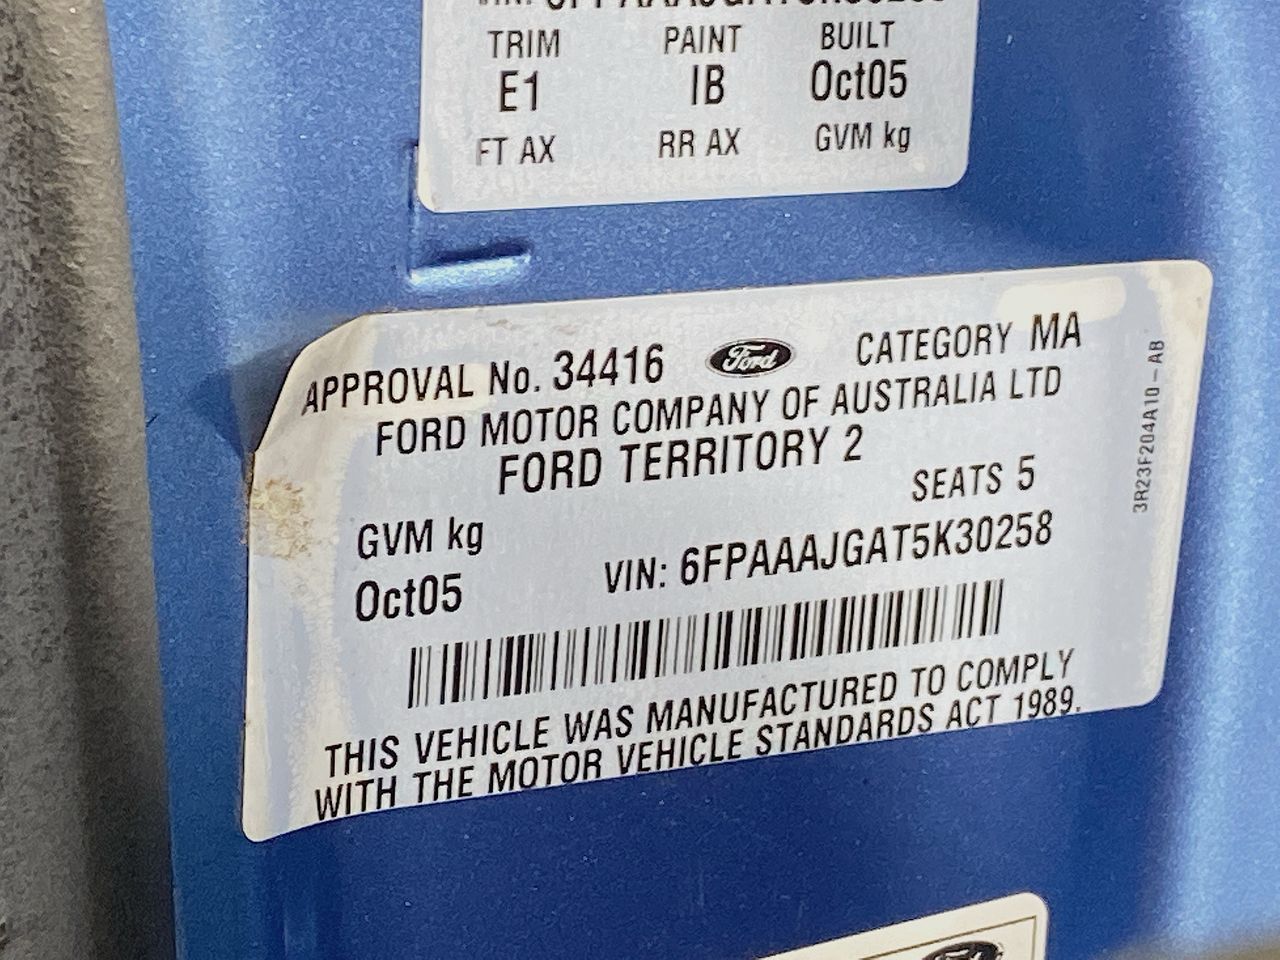 TRIM PAINT BUILT
E1 IB Oct05
FT AX RR AX GVM kg
APPROVAL No. 34416 Ford CATEGORY MA
FORD MOTOR COMPANY OF AUSTRALIA LTD
FORD TERRITORY 2
SEATS 5
GVM kg
Oct05 VIN: 6FPAAAJGAT5K30258
THIS VEHICLE WAS MANUFACTURED TO COMPLY
WITH THE MOTOR VEHICLE STANDARDS ACT 1989.
3R23F204A10-AB
Ford